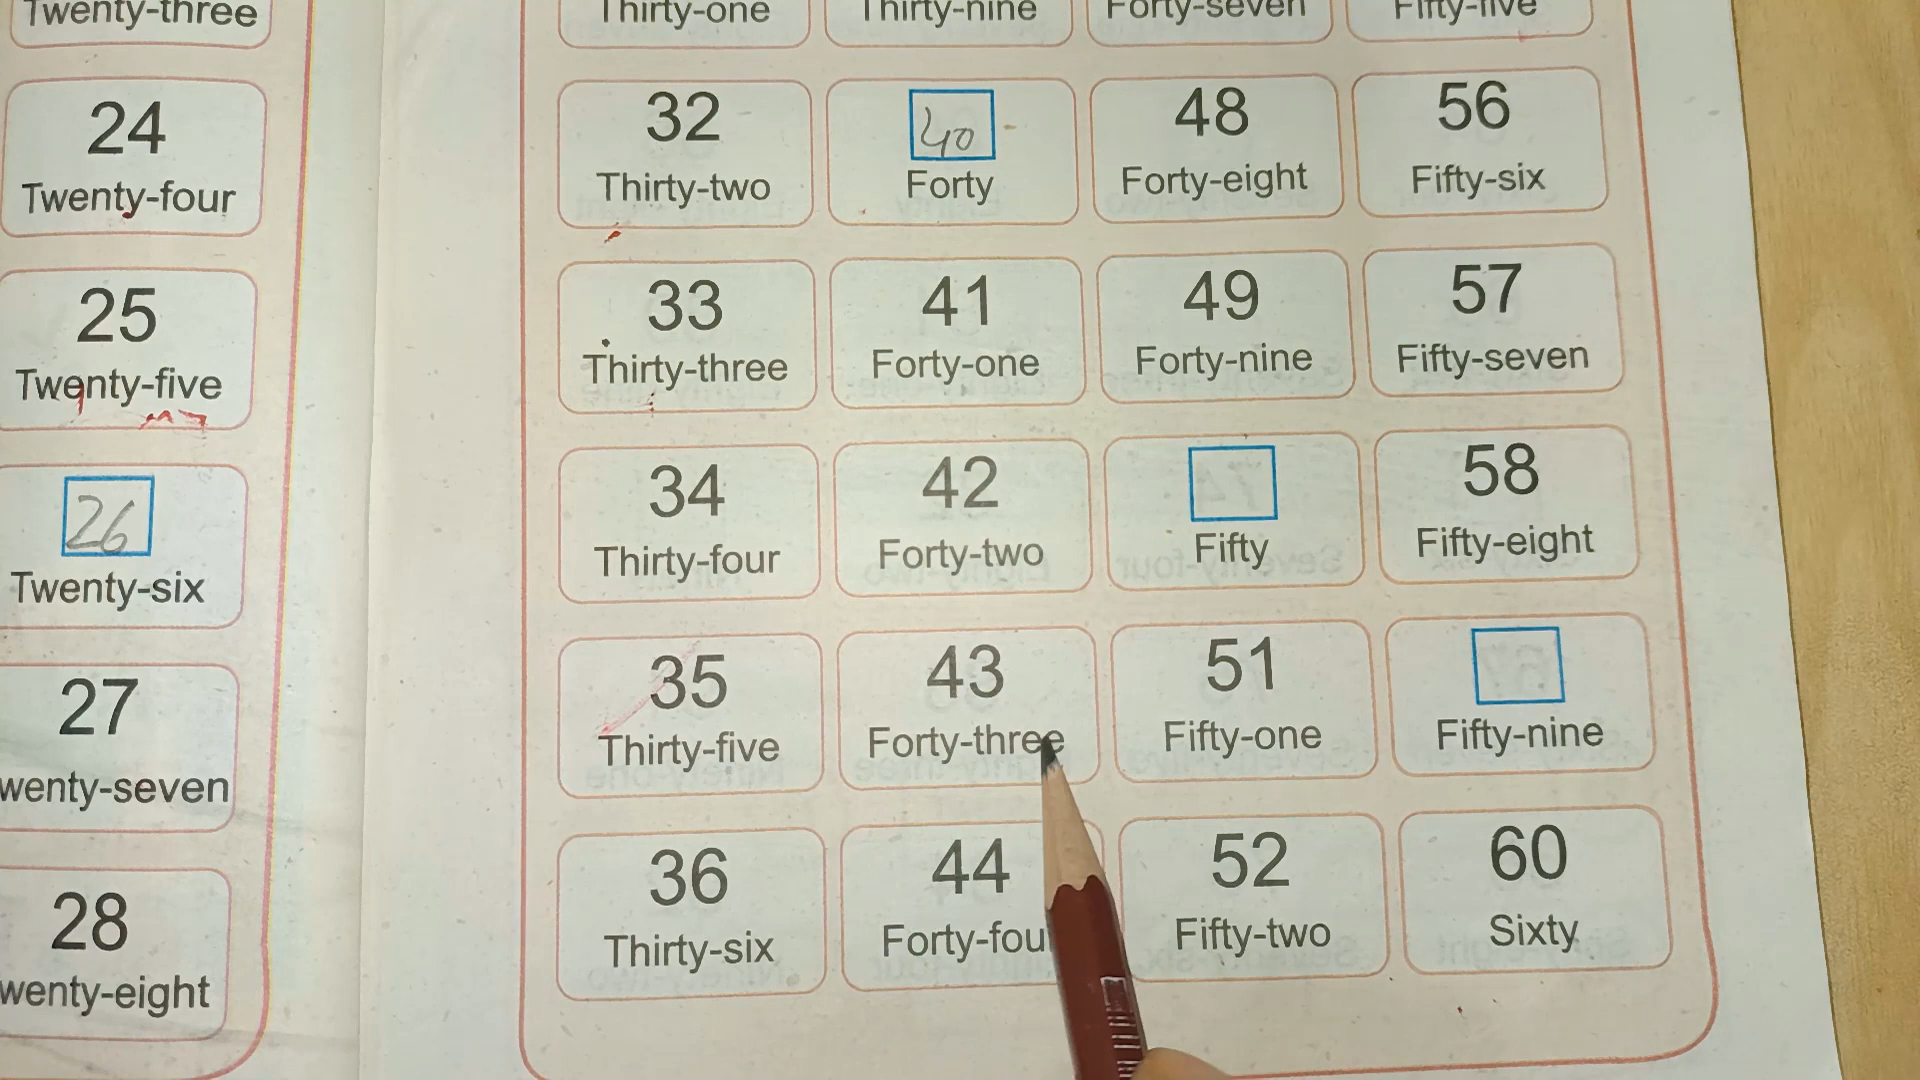 Twenty-three
24
Twenty-four
25
Twenty-five
26
Twenty-six
27
wenty-seven
28
wenty-eight
Thirty-one
Thirty-nine
Forty-seven
Fifty-five
32
Thirty-two
40
Forty
48
Forty-eight
56
Fifty-six
33
Thirty-three
41
Forty-one
49
Forty-nine
57
Fifty-seven
34
Thirty-four
42
Forty-two
Fifty
58
Fifty-eight
35
Thirty-five
43
Forty-three
51
Fifty-one
Fifty-nine
36
Thirty-six
44
Forty-fou
52
Fifty-two
60
Sixty